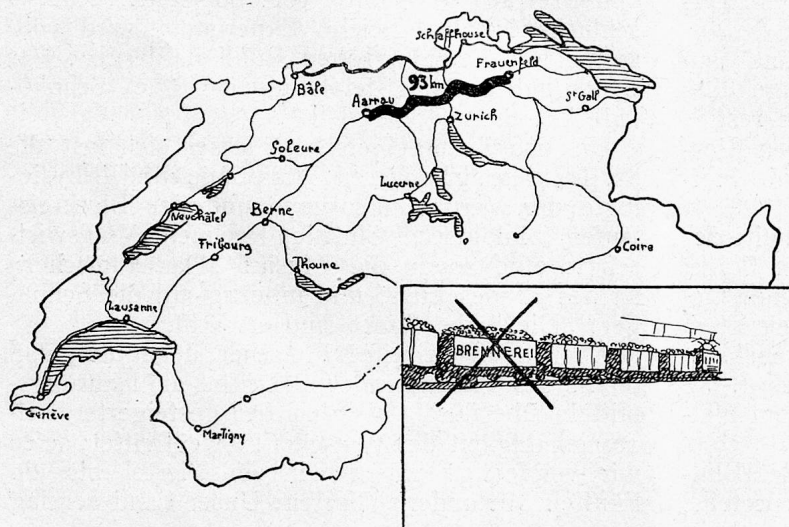 Schaffhouse
Bâle
93 km
Frauenfeld
Aarau
St Gall
Zurich
Soleure
Lucerne
Neuchâtel
Berne
Fribourg
Coire
Thoune
Lausanne
BRENNEREI
Genève
Martigny